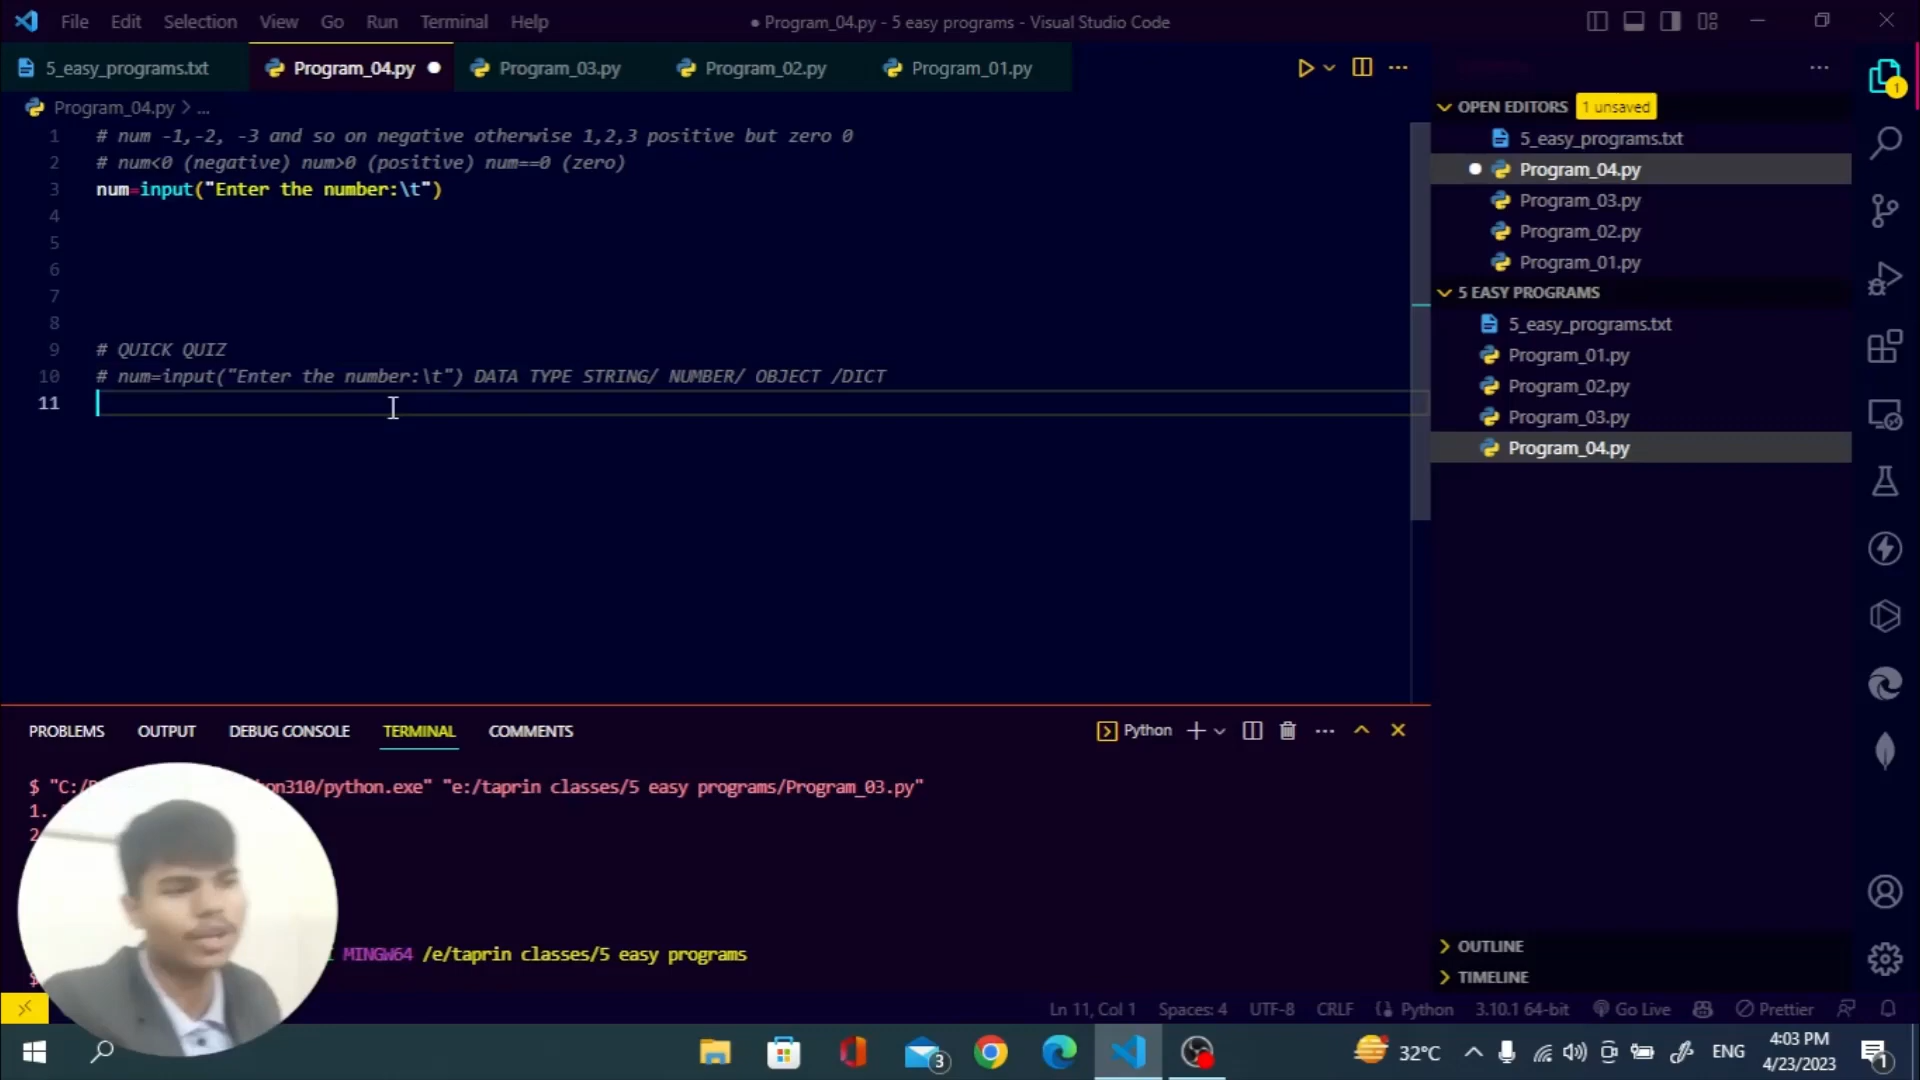 File Edit Selection View Go Run Terminal Help
● Program_04.py - 5 easy programs - Visual Studio Code
5_easy_programs.txt
Program_04.py
Program_03.py
Program_02.py
Program_01.py
Program_04.py > ...
1 # num -1,-2, -3 and so on negative otherwise 1,2,3 positive but zero 0
2 # num<0 (negative) num>0 (positive) num==0 (zero)
3 num=input("Enter the number:\t")
4
5
6
7
8
9 # QUICK QUIZ
10 # num=input("Enter the number:\t") DATA TYPE STRING/ NUMBER/ OBJECT /DICT
11
OPEN EDITORS 1 unsaved
5_easy_programs.txt
Program_04.py
Program_03.py
Program_02.py
Program_01.py
5 EASY PROGRAMS
5_easy_programs.txt
Program_01.py
Program_02.py
Program_03.py
Program_04.py
OUTLINE
TIMELINE
1
PROBLEMS OUTPUT DEBUG CONSOLE TERMINAL COMMENTS
Python
$ "C:/ on310/python.exe" "e:/taprin classes/5 easy programs/Program_03.py"
1.
2
MINGW64 /e/taprin classes/5 easy programs
$
Ln 11, Col 1 Spaces: 4 UTF-8 CRLF Python 3.10.1 64-bit Go Live Prettier
3
32°C
ENG
4:03 PM
4/23/2023
1